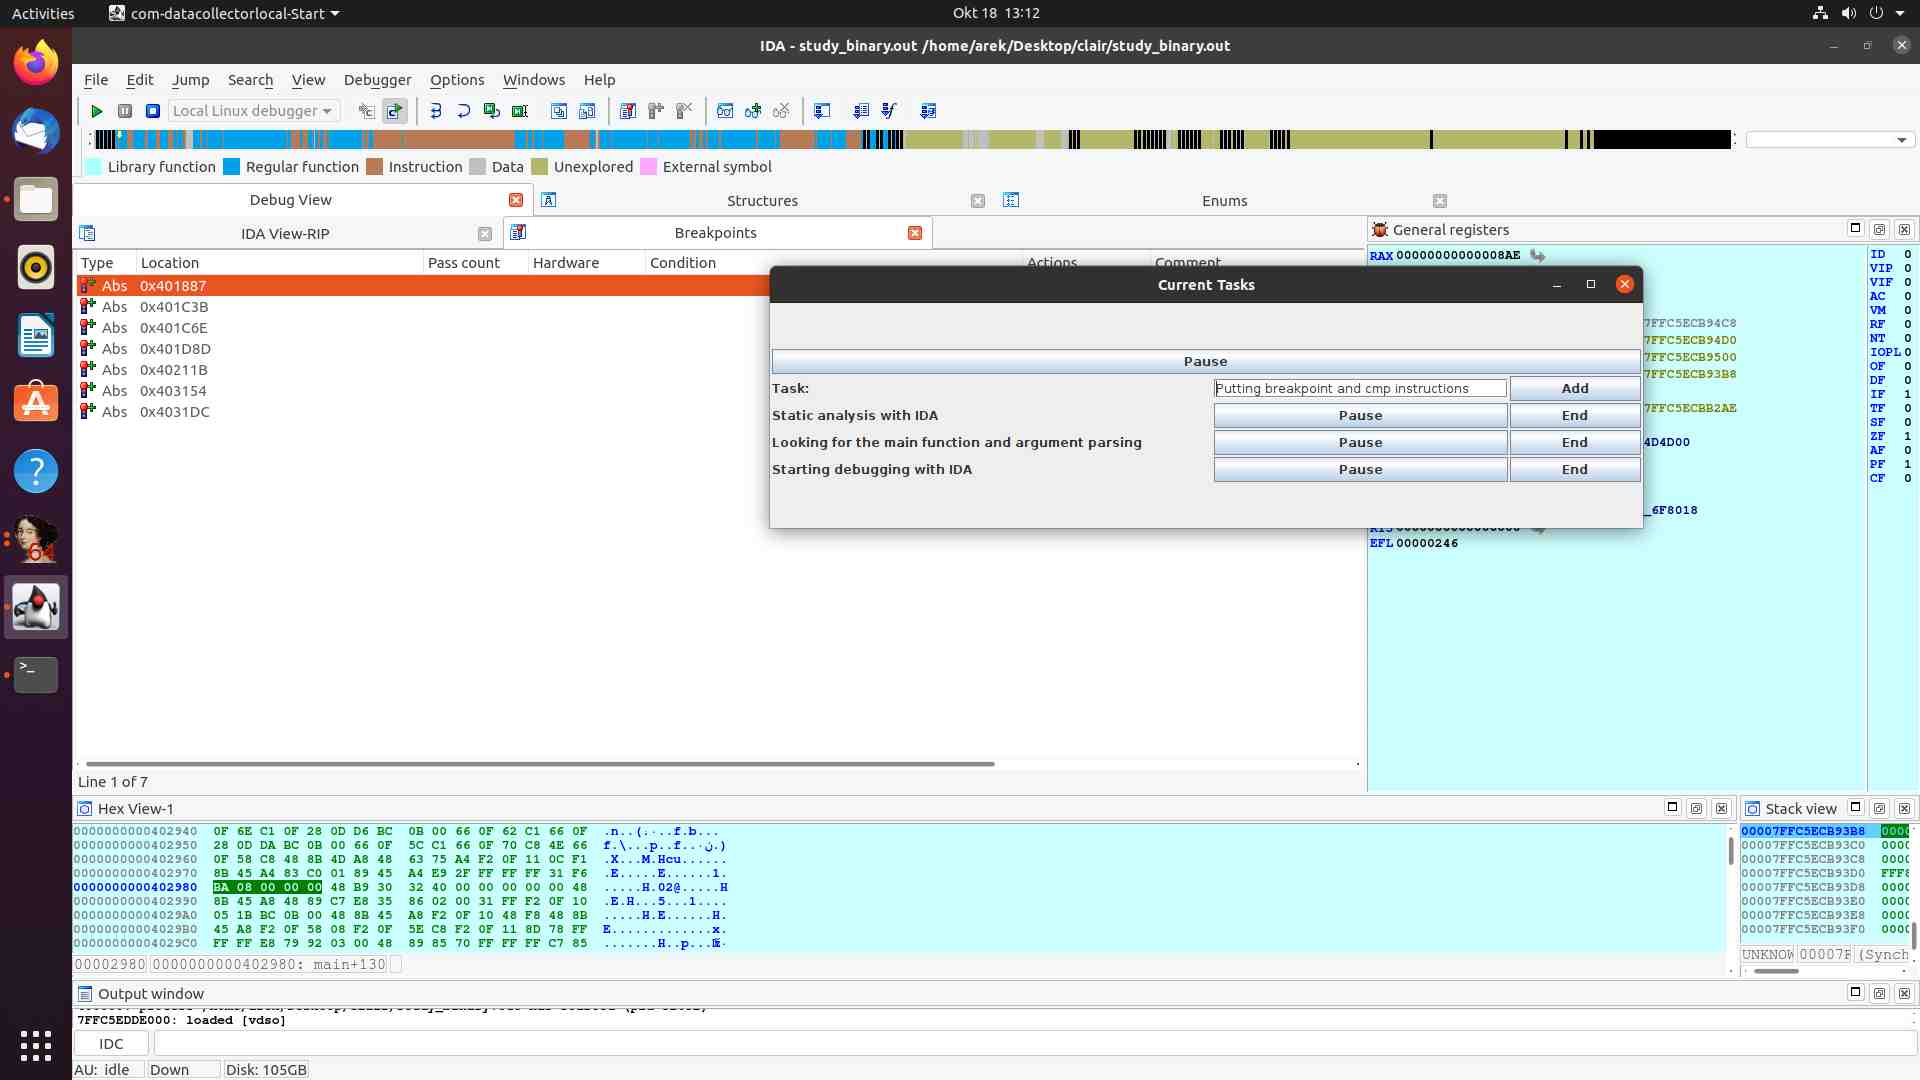 Activities
com-datacollectorlocal-Start
Okt 18 13:12
IDA - study_binary.out /home/arek/Desktop/clair/study_binary.out
File Edit Jump Search View Debugger Options Windows Help
Local Linux debugger
Library function Regular function Instruction Data Unexplored External symbol
Debug View
Structures
Enums
IDA View-RIP
Breakpoints
General registers
Type Location Pass count Hardware Condition Actions Comment
Abs 0x401887
Abs 0x401C3B
Abs 0x401C6E
Abs 0x401D8D
Abs 0x40211B
Abs 0x403154
Abs 0x4031DC
Line 1 of 7
Current Tasks
Pause
Task:
Putting breakpoint and cmp instructions
Add
Static analysis with IDA
Pause
End
Looking for the main function and argument parsing
Pause
End
Starting debugging with IDA
Pause
End
RAX 00000000000008AE
7FFC5ECB94C8
7FFC5ECB94D0
7FFC5ECB9500
7FFC5ECB93B8
7FFC5ECBB2AE
4D4D00
_6F8018
EFL 00000246
ID 0
VIP 0
VIF 0
AC 0
VM 0
RF 0
NT 0
IOPL 0
OF 0
DF 0
IF 1
TF 0
SF 0
ZF 1
AF 0
PF 1
CF 0
Hex View-1
0000000000402940 0F 6E C1 0F 28 0D D6 BC 0B 00 66 0F 62 C1 66 0F
0000000000402950 28 0D DA BC 0B 00 66 0F 5C C1 66 0F 70 C8 4E 66
0000000000402960 0F 58 C8 48 8B 4D A8 48 63 75 A4 F2 0F 11 0C F1
0000000000402970 8B 45 A4 83 C0 01 89 45 A4 E9 2F FF FF FF 31 F6
0000000000402980 BA 08 00 00 00 48 B9 30 32 40 00 00 00 00 00 48
0000000000402990 8B 45 A8 48 89 C7 E8 35 86 02 00 31 FF F2 0F 10
00000000004029A0 05 1B BC 0B 00 48 8B 45 A8 F2 0F 10 48 F8 48 8B
00000000004029B0 45 A8 F2 0F 58 08 F2 0F 5E C8 F2 0F 11 8D 78 FF
00000000004029C0 FF FF E8 79 92 03 00 48 89 85 70 FF FF FF C7 85
00002980 0000000000402980: main+130
Stack view
00007FFC5ECB93B8
00007FFC5ECB93C0
00007FFC5ECB93C8
00007FFC5ECB93D0 FFF8
00007FFC5ECB93D8
00007FFC5ECB93E0
00007FFC5ECB93E8
00007FFC5ECB93F0
UNKNOW 00007F (Synch
Output window
7FFC5EDDE000: loaded [vdso]
IDC
AU: idle Down Disk: 105GB